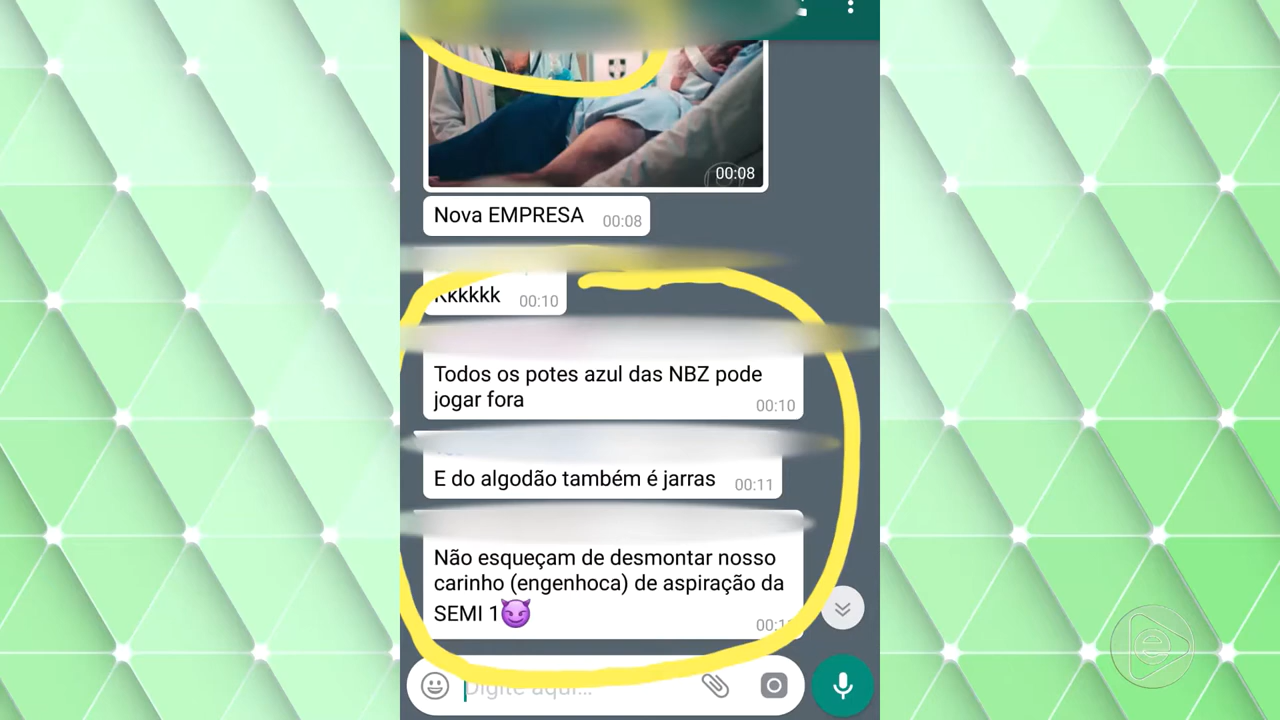 00:08
Nova EMPRESA 00:08
Kkkkkk 00:10
Todos os potes azul das NBZ pode
jogar fora
00:10
E do algodão também é jarras 00:11
Não esqueçam de desmontar nosso
carinho (engenhoca) de aspiração da
SEMI 1😈
Digite aqui...
e